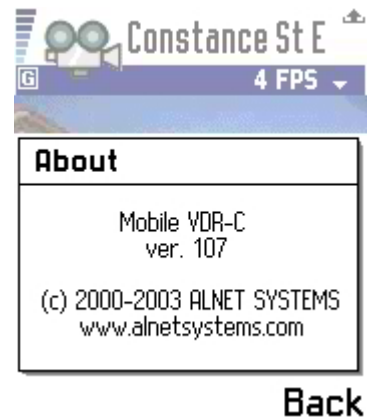 Constance St E
G
4 FPS
About
Mobile VDR-C
ver. 107
(c) 2000-2003 ALNET SYSTEMS
www.alnetsystems.com
Back